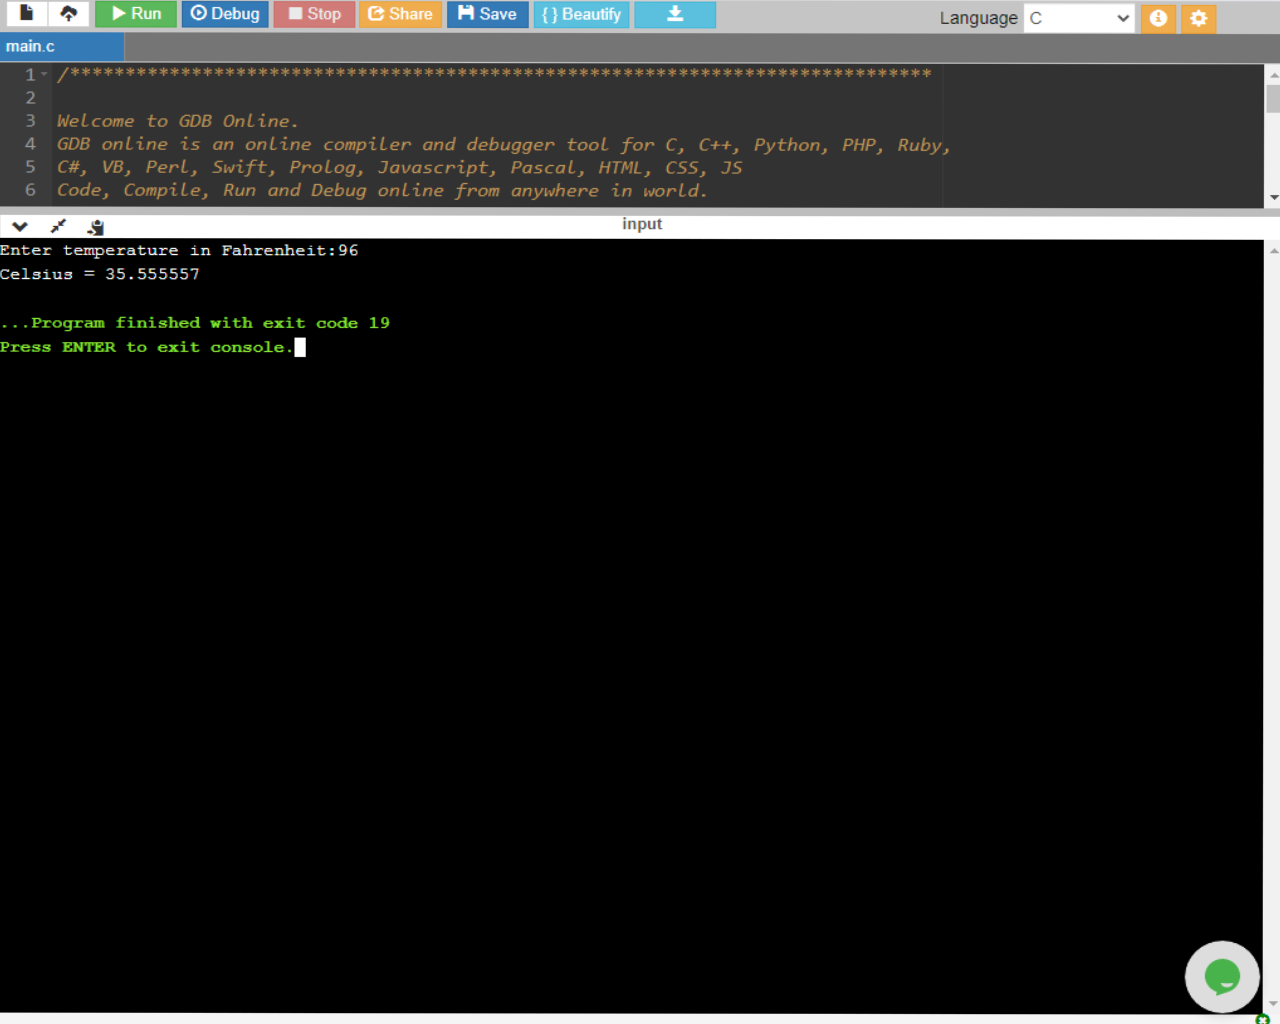 Run Debug Stop Share Save { } Beautify Language C
main.c
1 /******************************************************************************
2
3 Welcome to GDB Online.
4 GDB online is an online compiler and debugger tool for C, C++, Python, PHP, Ruby,
5 C#, VB, Perl, Swift, Prolog, Javascript, Pascal, HTML, CSS, JS
6 Code, Compile, Run and Debug online from anywhere in world.
input
Enter temperature in Fahrenheit:96
Celsius = 35.555557
...Program finished with exit code 19
Press ENTER to exit console.